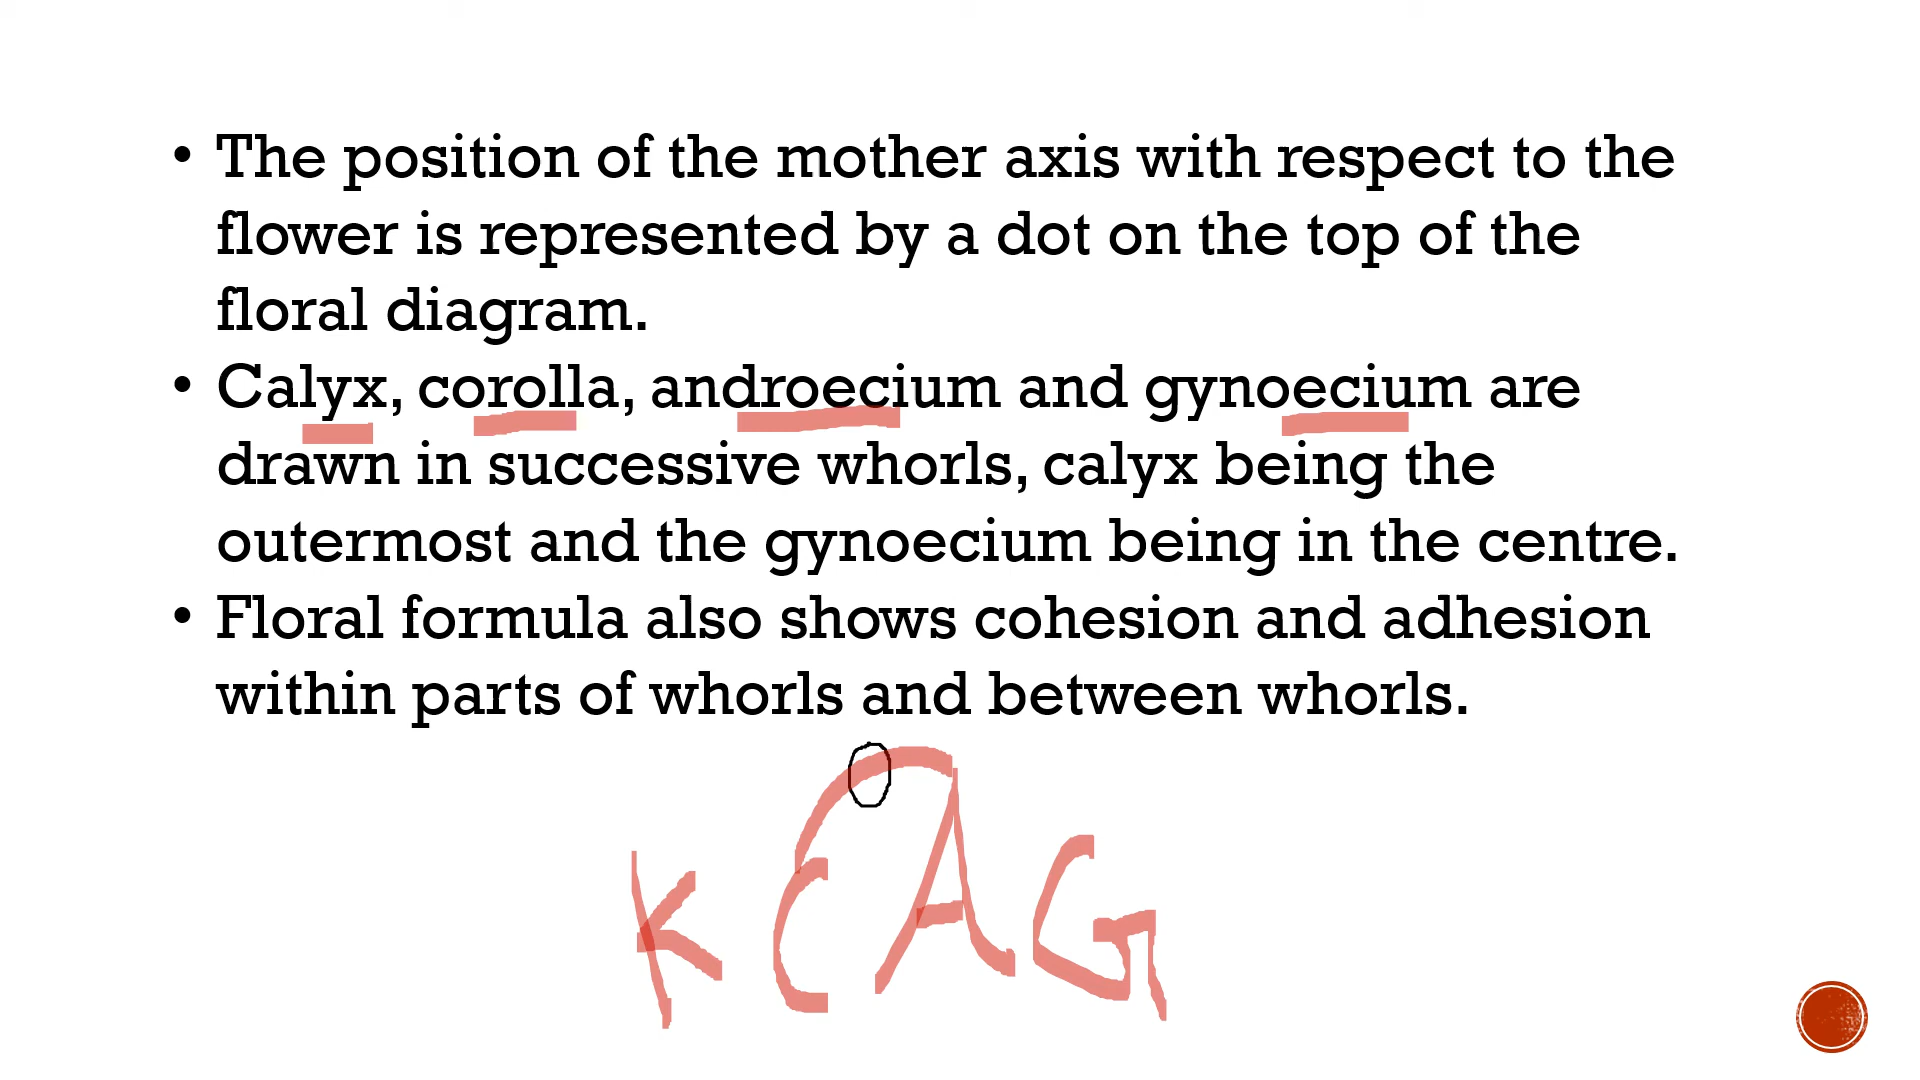 • The position of the mother axis with respect to the
flower is represented by a dot on the top of the
floral diagram.
• Calyx, corolla, androecium and gynoecium are
drawn in successive whorls, calyx being the
outermost and the gynoecium being in the centre.
• Floral formula also shows cohesion and adhesion
within parts of whorls and between whorls.
K C A G